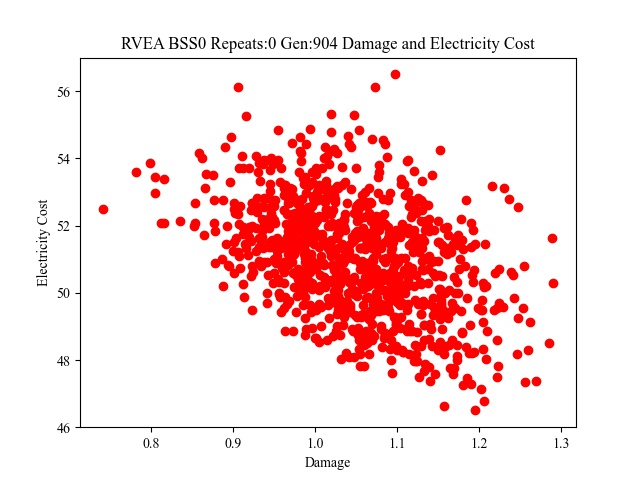 RVEA BSS0 Repeats:0 Gen:904 Damage and Electricity Cost
56
54
52
50
48
46
Electricity Cost
0.8 0.9 1.0 1.1 1.2 1.3
Damage